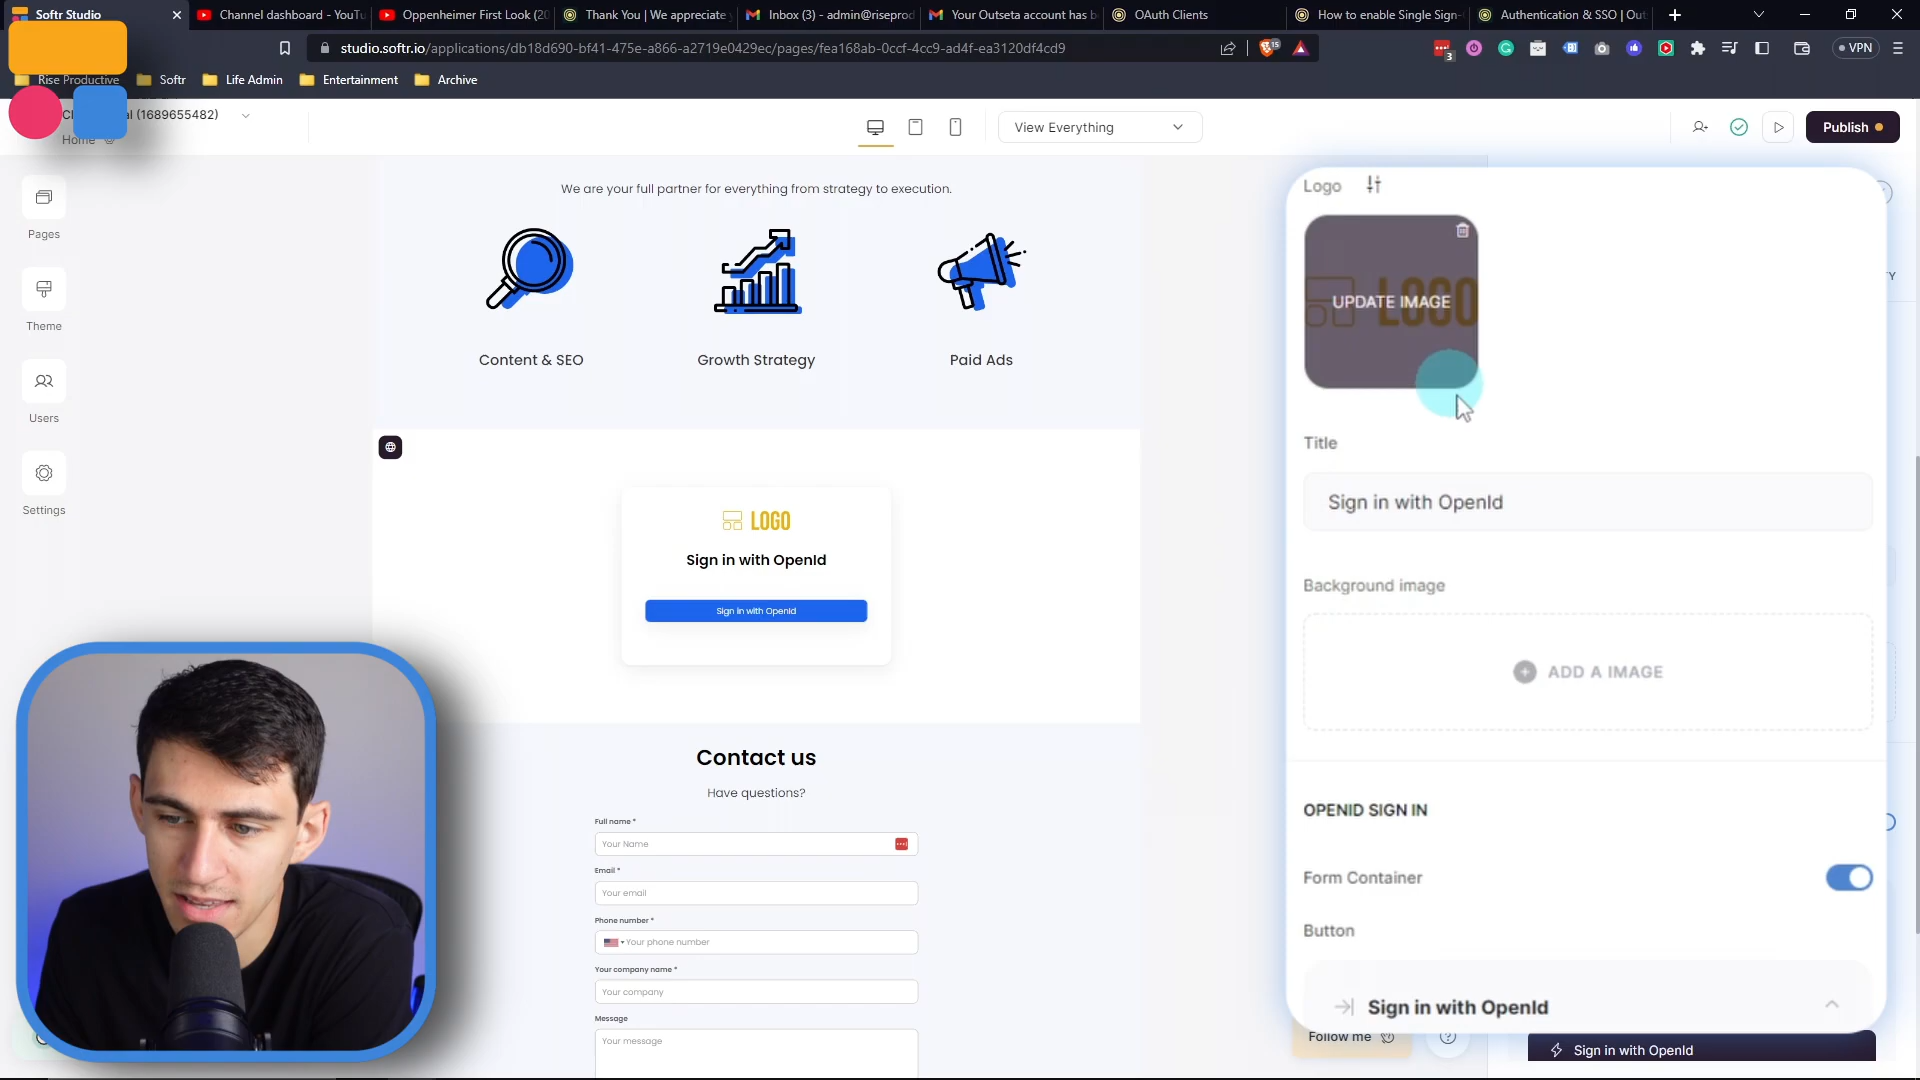 Softr Studio
Channel dashboard - YouTu
Oppenheimer First Look (20
Thank You | We appreciate
Inbox (3) - admin@riseprod
Your Outseta account has b
OAuth Clients
How to enable Single Sign-
Authentication & SSO | Out
studio.softr.io/applications/db18d690-bf41-475e-a866-a2719e0429ec/pages/fea168ab-0ccf-4cc9-ad4f-ea3120df4cd9
15
3
VPN
Rise Productive
Softr
Life Admin
Entertainment
Archive
al (1689655482)
Home
View Everything
Publish
Pages
Theme
Users
Settings
We are your full partner for everything from strategy to execution.
Content & SEO
Growth Strategy
Paid Ads
LOGO
Sign in with OpenId
Sign in with OpenId
Contact us
Have questions?
Full name *
Your Name
Email *
Your email
Phone number *
Your phone number
Your company name *
Your company
Message
Your message
Logo
LOGO
UPDATE IMAGE
Title
Sign in with OpenId
Background image
ADD A IMAGE
OPENID SIGN IN
Form Container
Button
Sign in with OpenId
Follow me
Sign in with OpenId